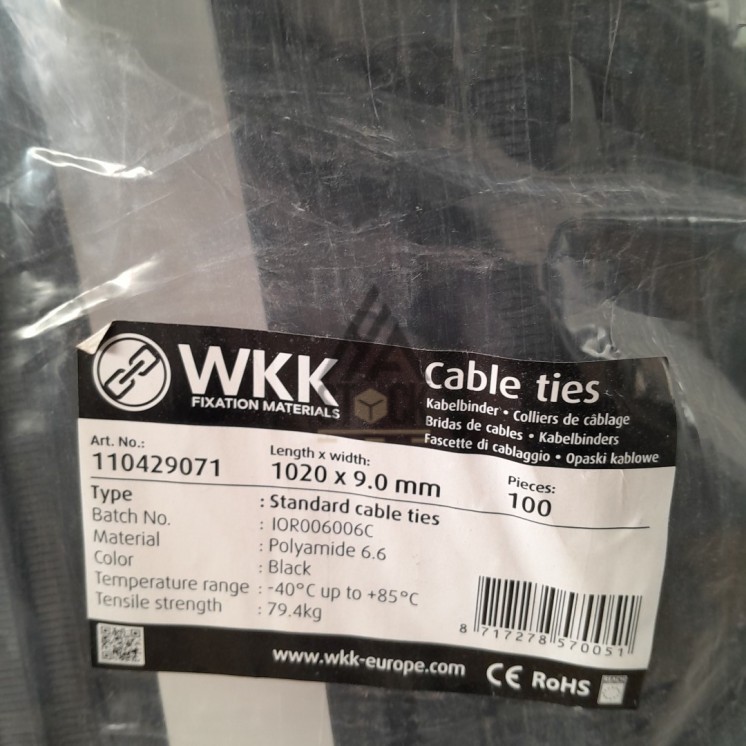 WKK
FIXATION MATERIALS
cable ties
Kabelbinder • Colliers de câblage
Bridas de cables • Kabelbinders
Fascette di cablaggio • Opaski kablowe
Art. No.:
110429071
Length x width:
1020 x 9.0 mm
Pieces:
100
Type : Standard cable ties
Batch No. : IOR006006C
Material : Polyamide 6.6
Color : Black
Temperature range : -40°C up to +85°C
Tensile strength : 79.4kg
8 717278 570051
www.wkk-europe.com
CE RoHS
REACH